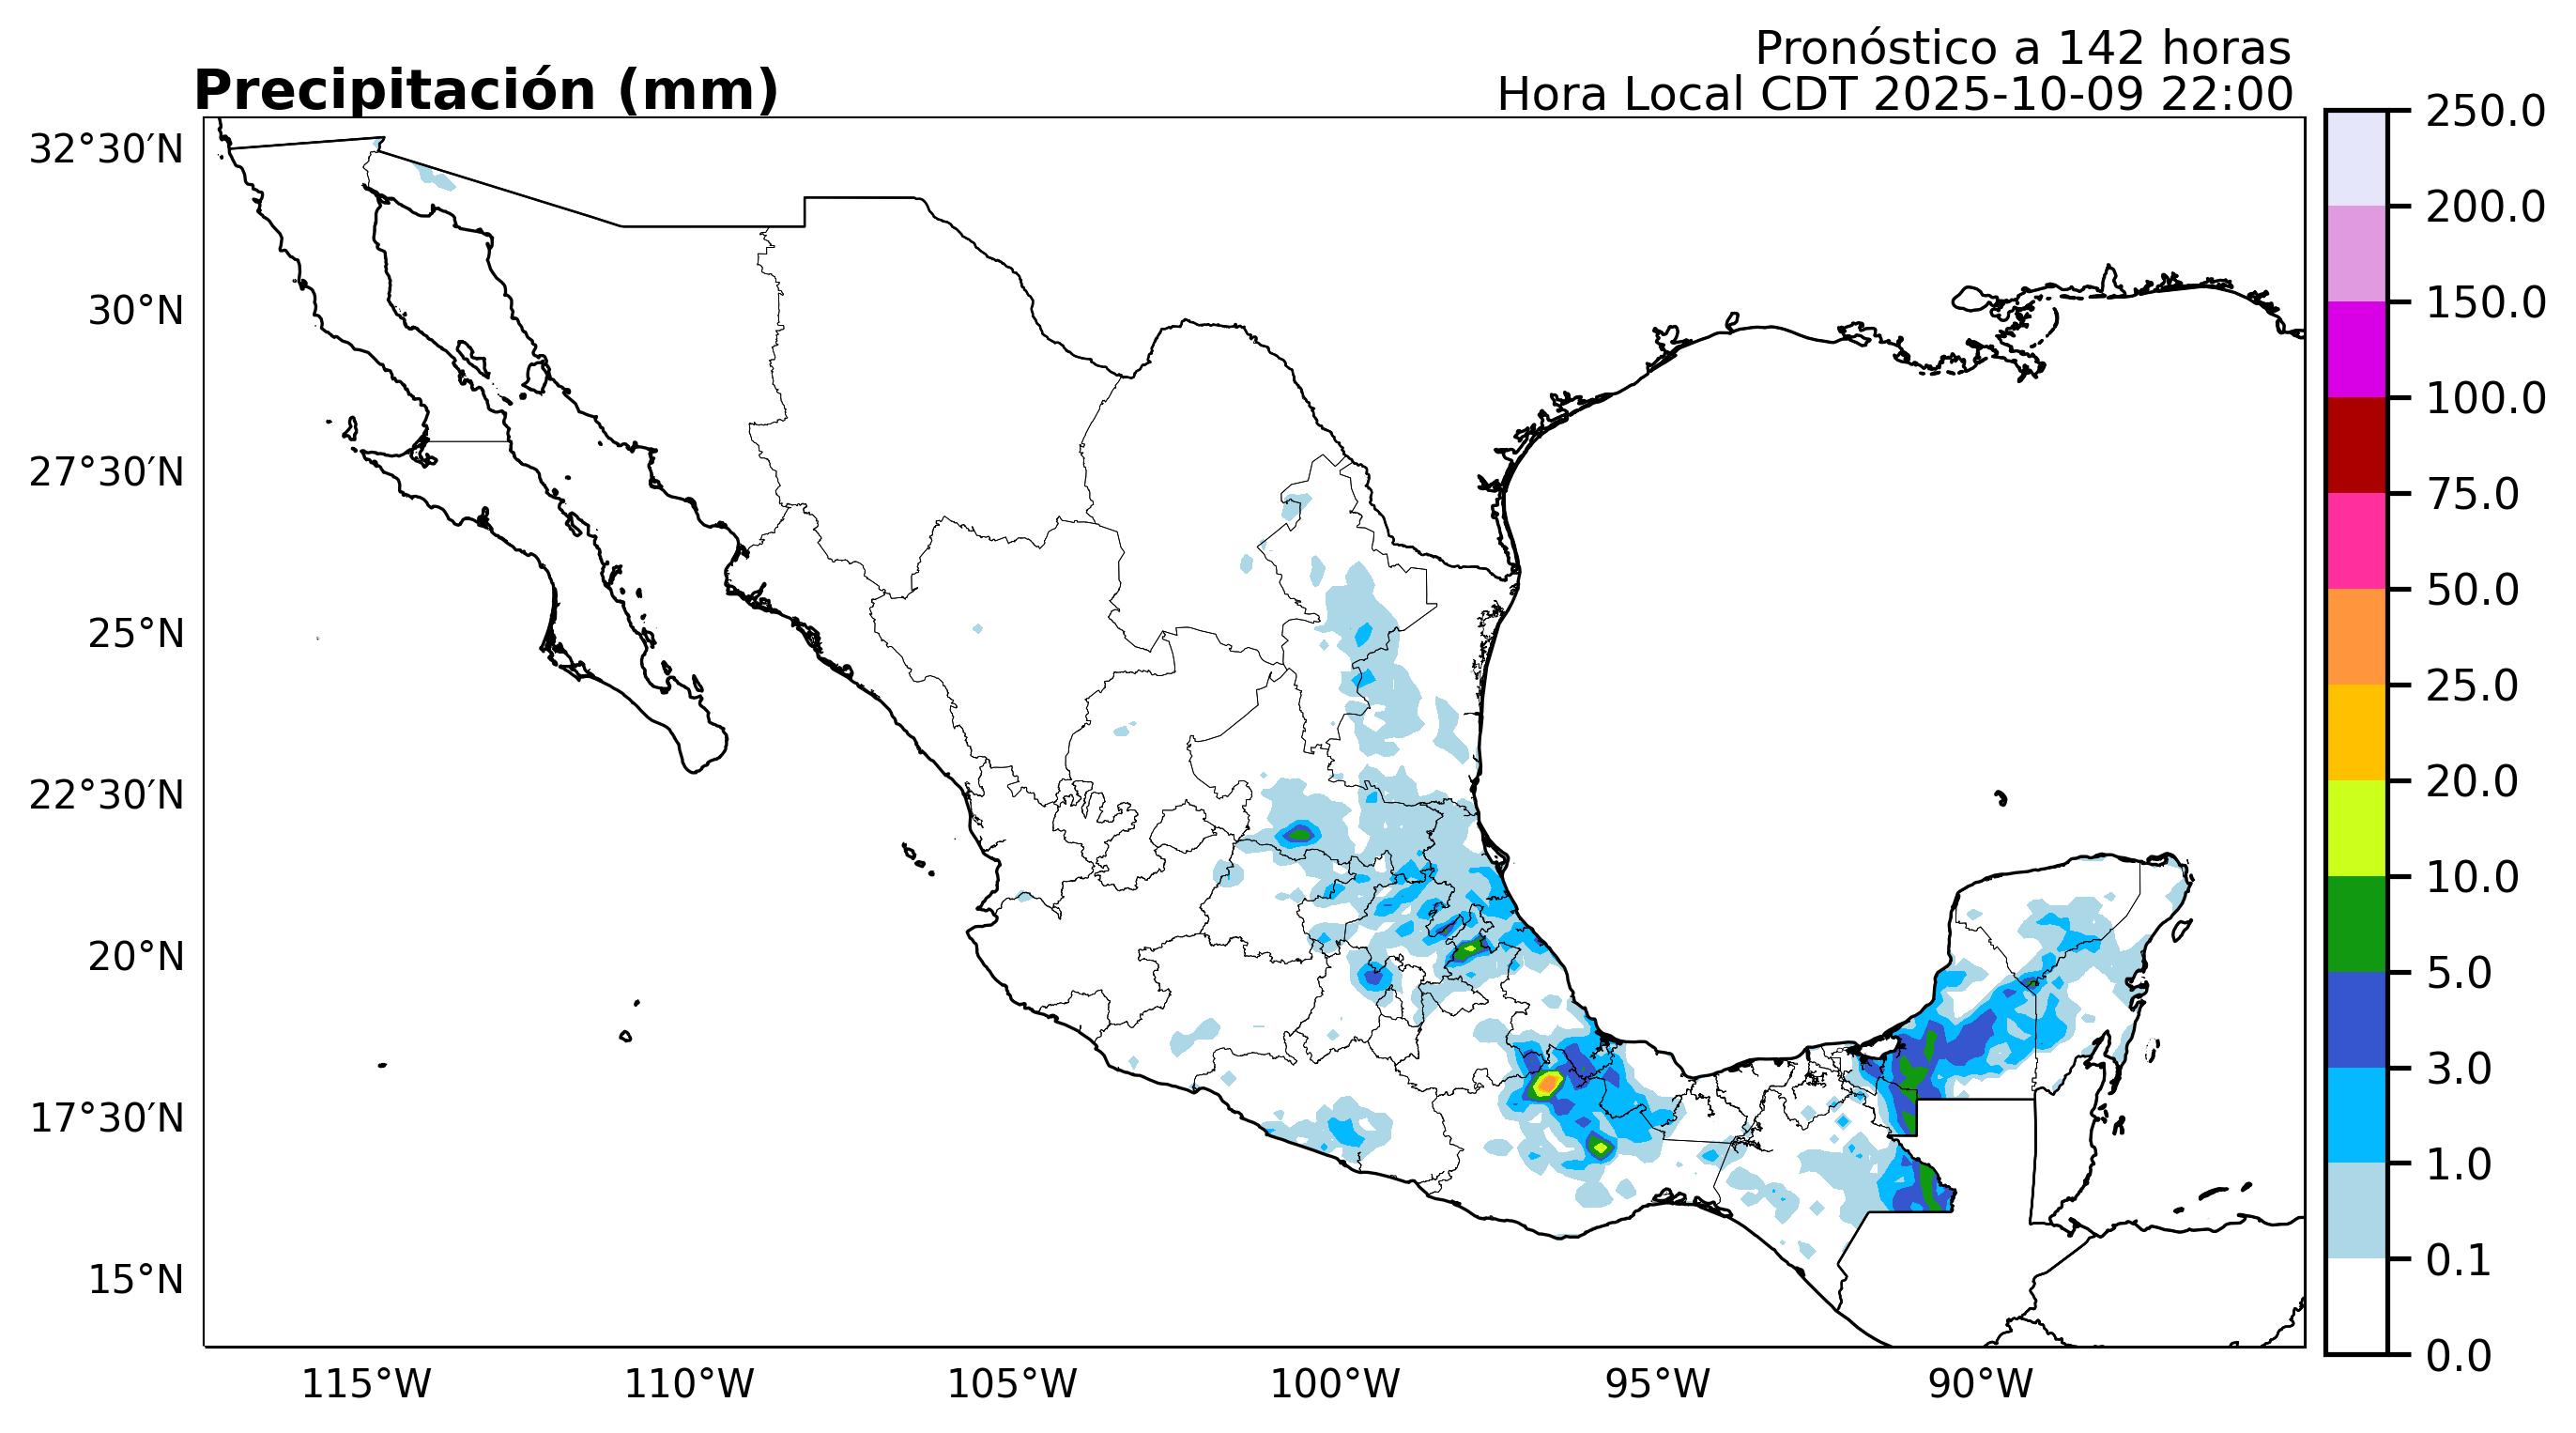 Pronóstico a 142 horas
Precipitación (mm)
Hora Local CDT 2025-10-09 22:00
250.0
200.0
150.0
100.0
75.0
50.0
25.0
20.0
10.0
5.0
3.0
1.0
0.1
0.0
32°30′N
30°N
27°30′N
25°N
22°30′N
20°N
17°30′N
15°N
115°W
110°W
105°W
100°W
95°W
90°W